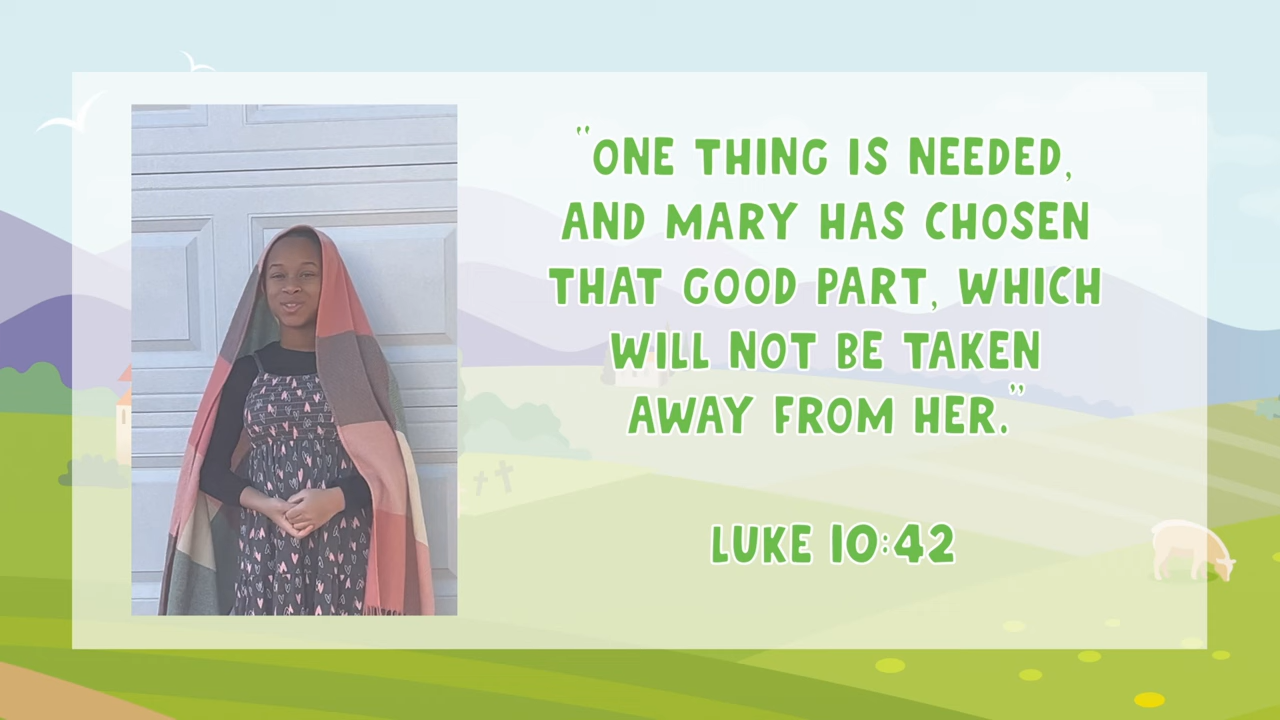 "ONE THING IS NEEDED,
AND MARY HAS CHOSEN
THAT GOOD PART, WHICH
WILL NOT BE TAKEN
AWAY FROM HER."
LUKE 10:42